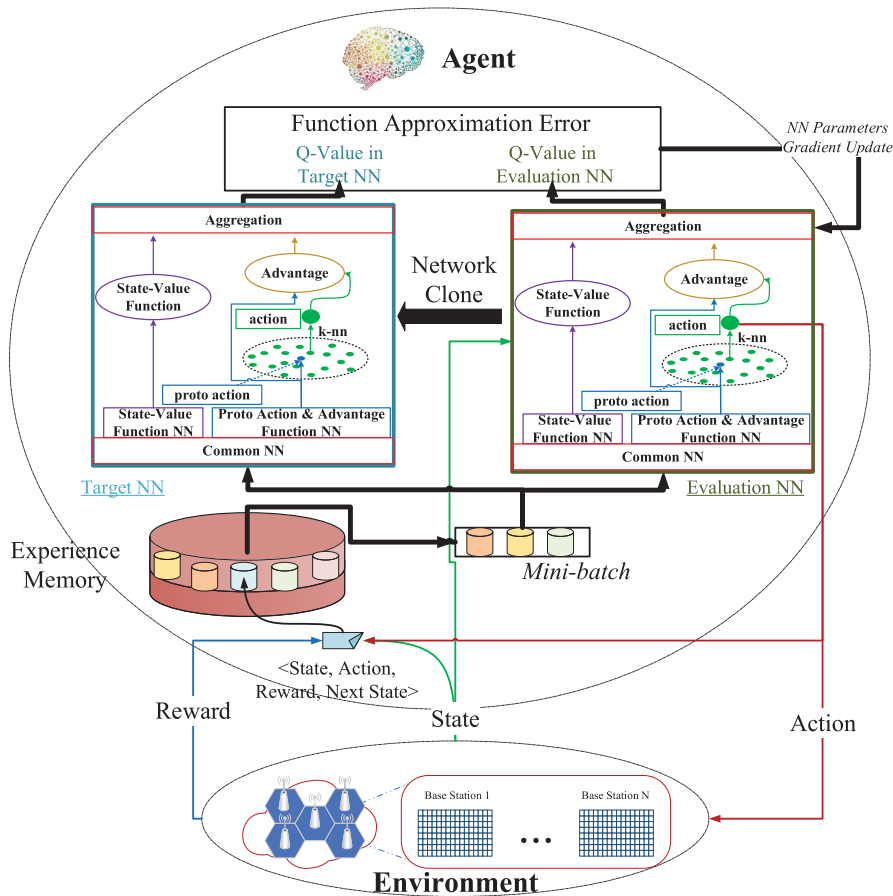 Agent
Function Approximation Error
Q-Value in
Target NN
Q-Value in
Evaluation NN
NN Parameters
Gradient Update
Aggregation
State-Value
Function
Advantage
action
k-nn
proto action
State-Value
Function NN
Proto Action & Advantage
Function NN
Common NN
Target NN
Network
Clone
Aggregation
State-Value
Function
Advantage
action
k-nn
proto action
State-Value
Function NN
Proto Action & Advantage
Function NN
Common NN
Evaluation NN
Experience
Memory
Mini-batch
<State, Action,
Reward, Next State>
Reward
State
Action
Base Station 1
...
Base Station N
Environment